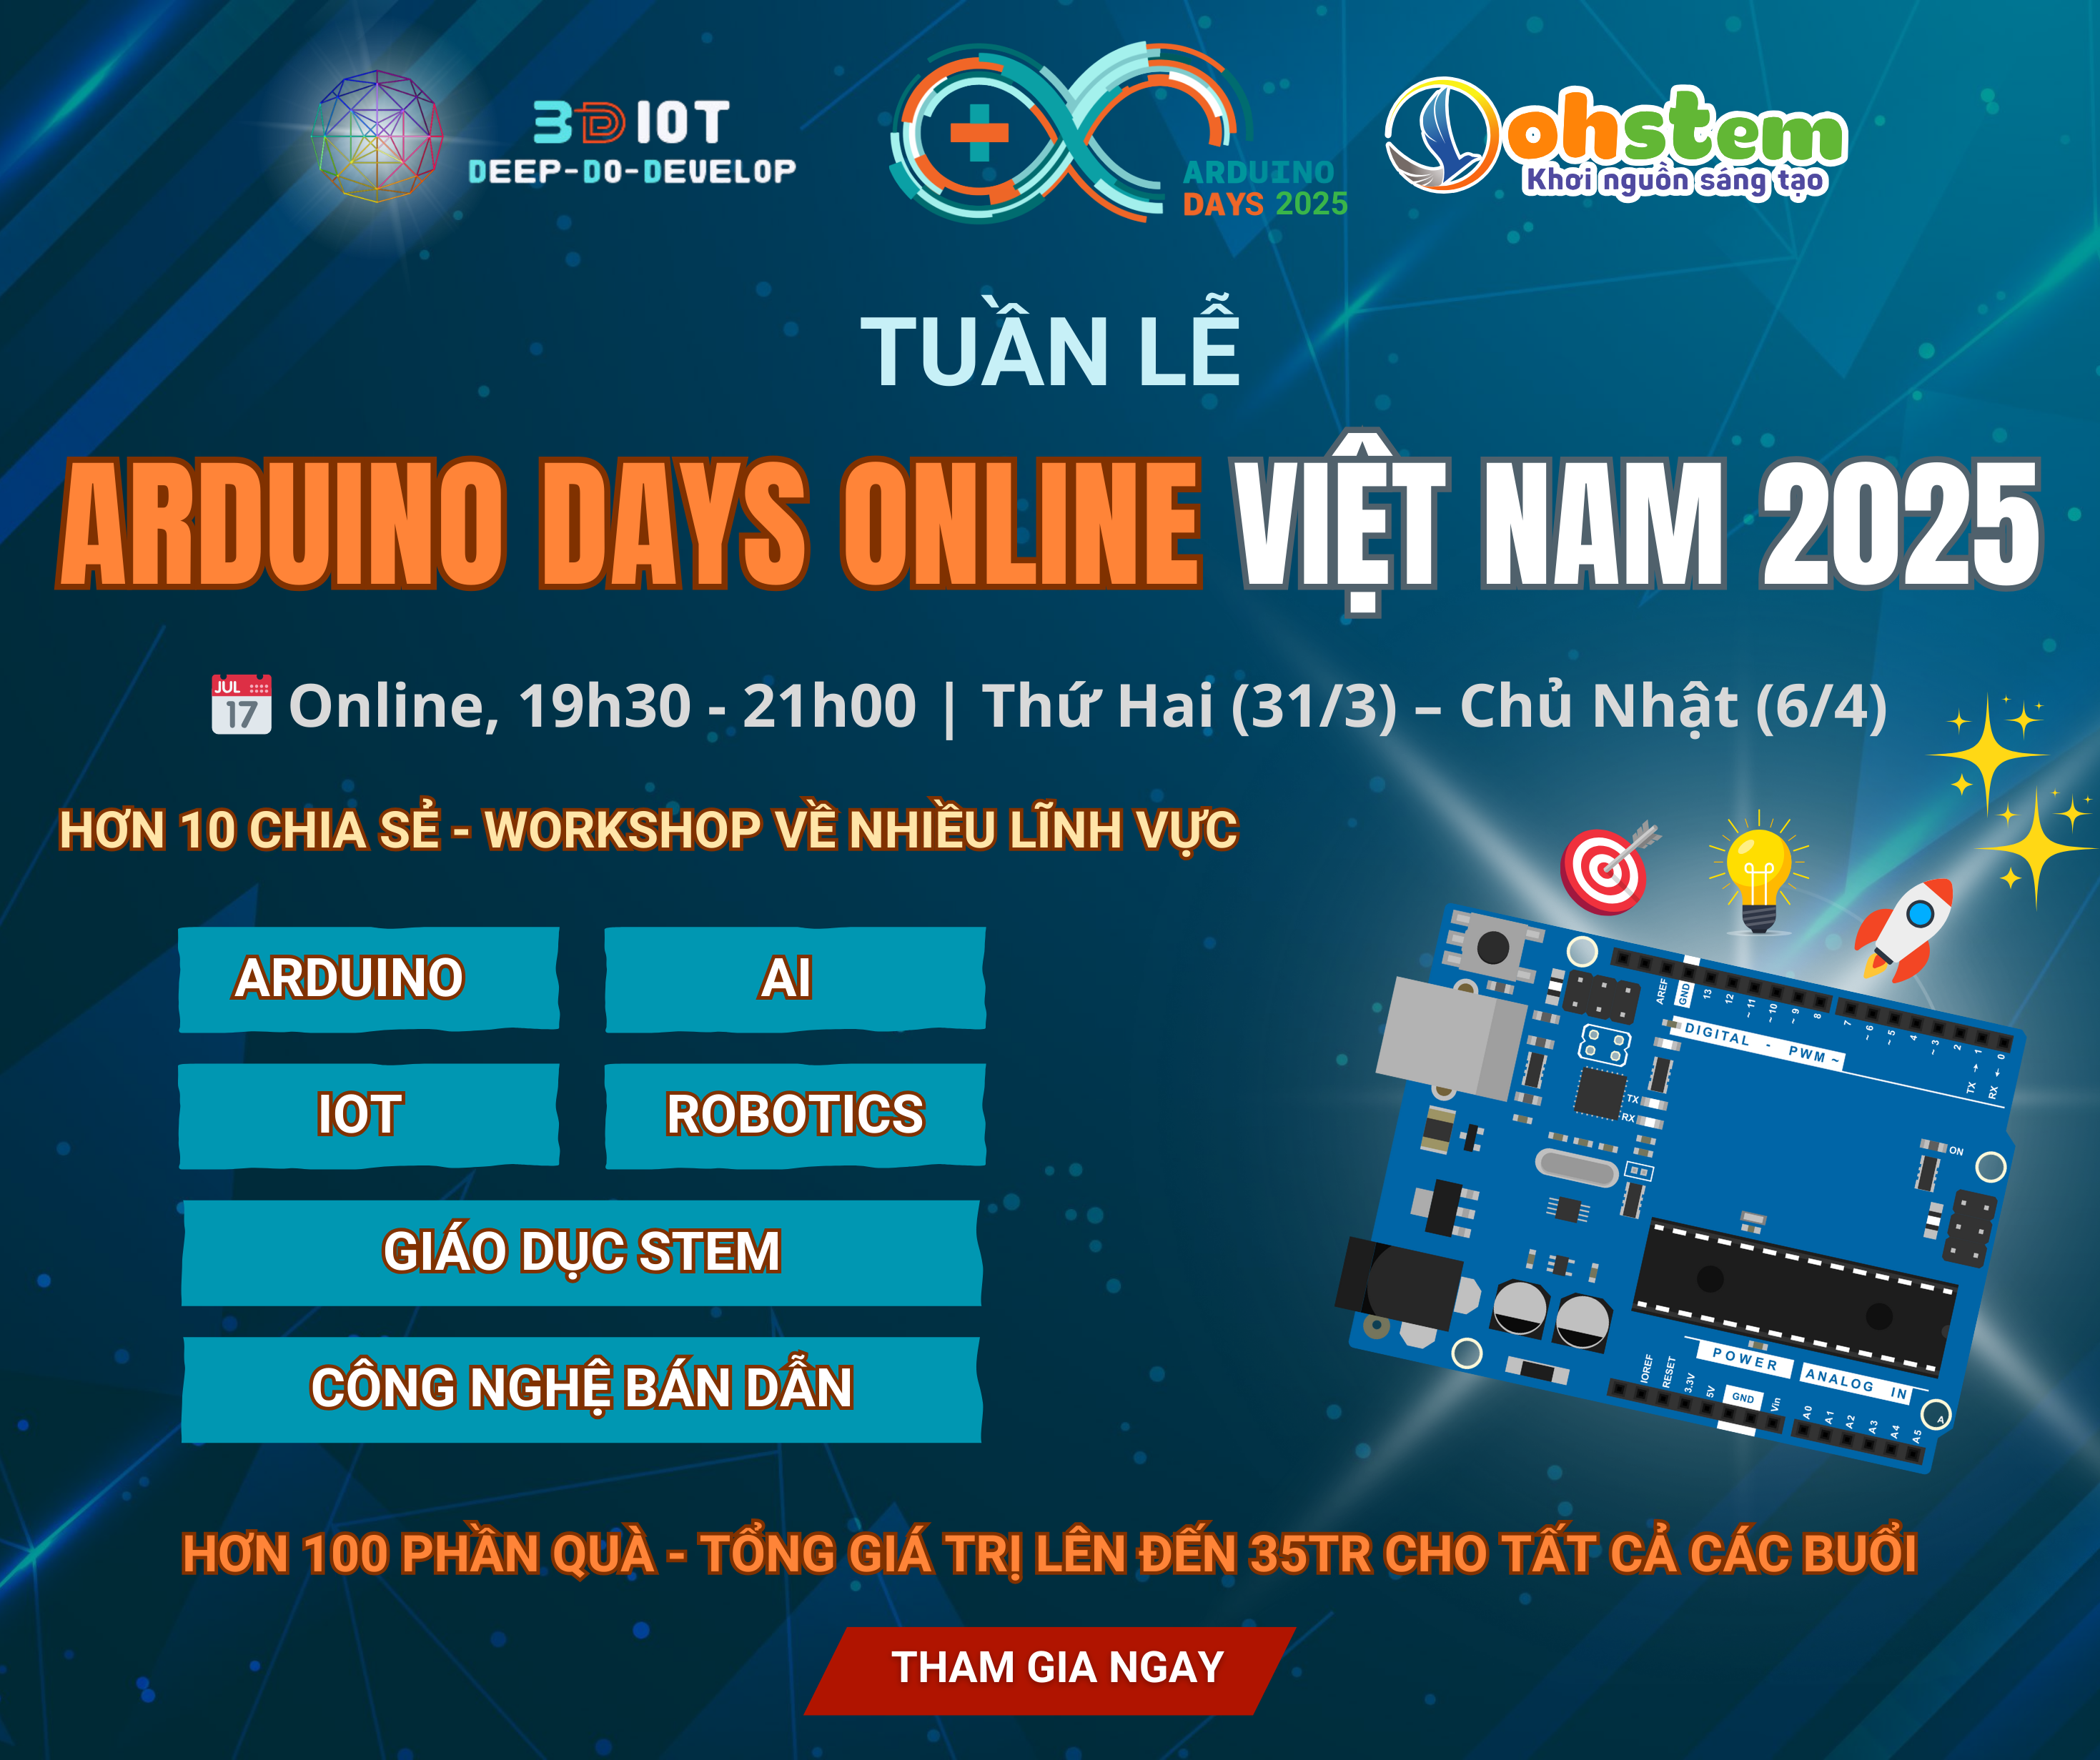 3D IOT
DEEP-DO-DEVELOP
ARDUINO
DAYS 2025
ohstem
Khơi nguồn sáng tạo
TUẦN LỄ
ARDUINO DAYS ONLINE VIỆT NAM 2025
JUL
17
Online, 19h30 - 21h00 | Thứ Hai (31/3) – Chủ Nhật (6/4)
HƠN 10 CHIA SẺ - WORKSHOP VỀ NHIỀU LĨNH VỰC
ARDUINO
AI
IOT
ROBOTICS
GIÁO DỤC STEM
CÔNG NGHỆ BÁN DẪN
AREF GND 13 12 ~11 ~10 ~9 8 7 ~6 ~5 4 ~3 2 1 0
DIGITAL - PWM ~
TX → RX ←
TX
RX
ON
POWER
ANALOG IN
IOREF RESET 3.3V 5V GND Vin A0 A1 A2 A3 A4 A5
A
HƠN 100 PHẦN QUÀ - TỔNG GIÁ TRỊ LÊN ĐẾN 35TR CHO TẤT CẢ CÁC BUỔI
THAM GIA NGAY